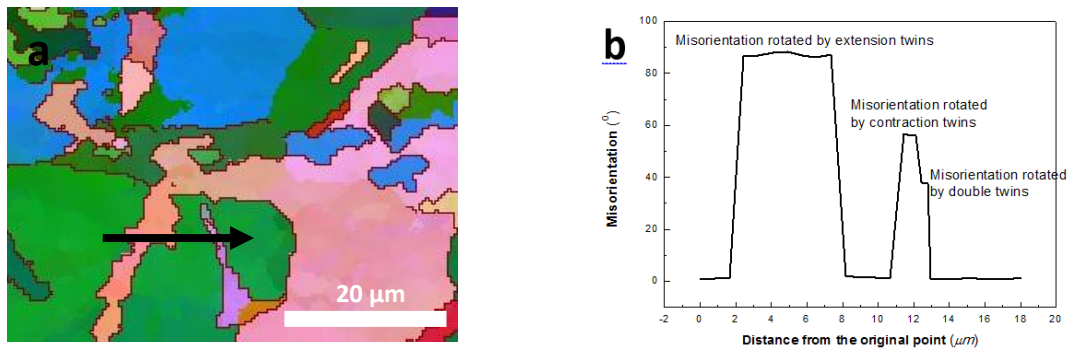 a
20 µm
b
100
80
60
40
20
0
Misorientation (⁰)
Misorientation rotated by extension twins
Misorientation rotated
by contraction twins
Misorientation rotated
by double twins
-2 0 2 4 6 8 10 12 14 16 18 20
Distance from the original point (µm)